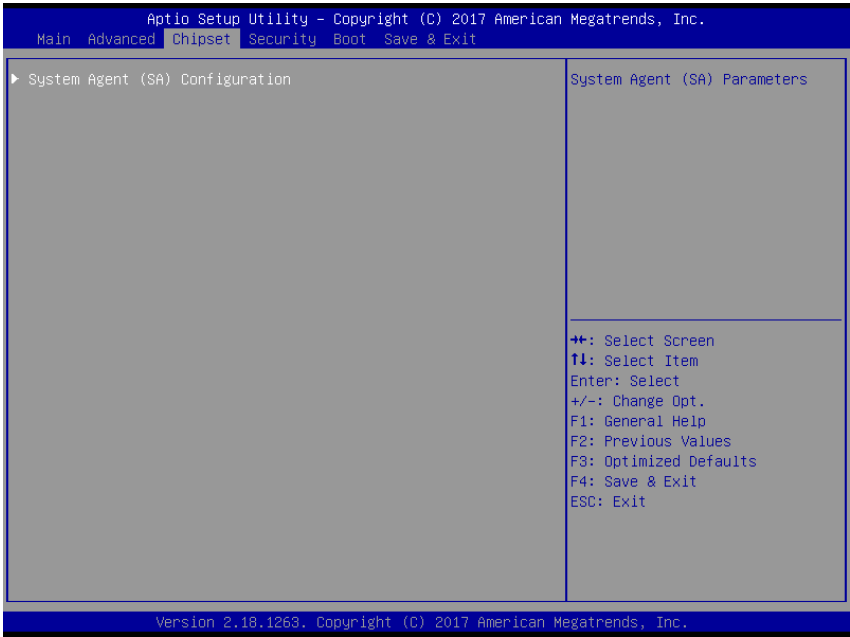 Aptio Setup Utility – Copyright (C) 2017 American Megatrends, Inc.
Main Advanced Chipset Security Boot Save & Exit
▶ System Agent (SA) Configuration
System Agent (SA) Parameters
→←: Select Screen
↑↓: Select Item
Enter: Select
+/-: Change Opt.
F1: General Help
F2: Previous Values
F3: Optimized Defaults
F4: Save & Exit
ESC: Exit
Version 2.18.1263. Copyright (C) 2017 American Megatrends, Inc.